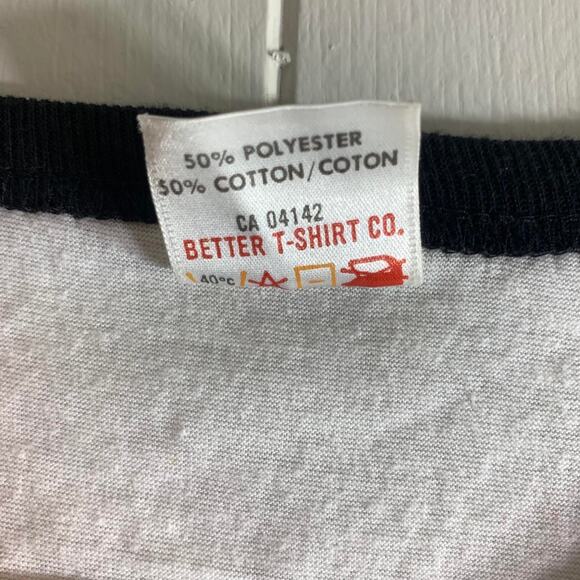 50% POLYESTER
50% COTTON/COTON
CA 04142
BETTER T-SHIRT CO.
40°C